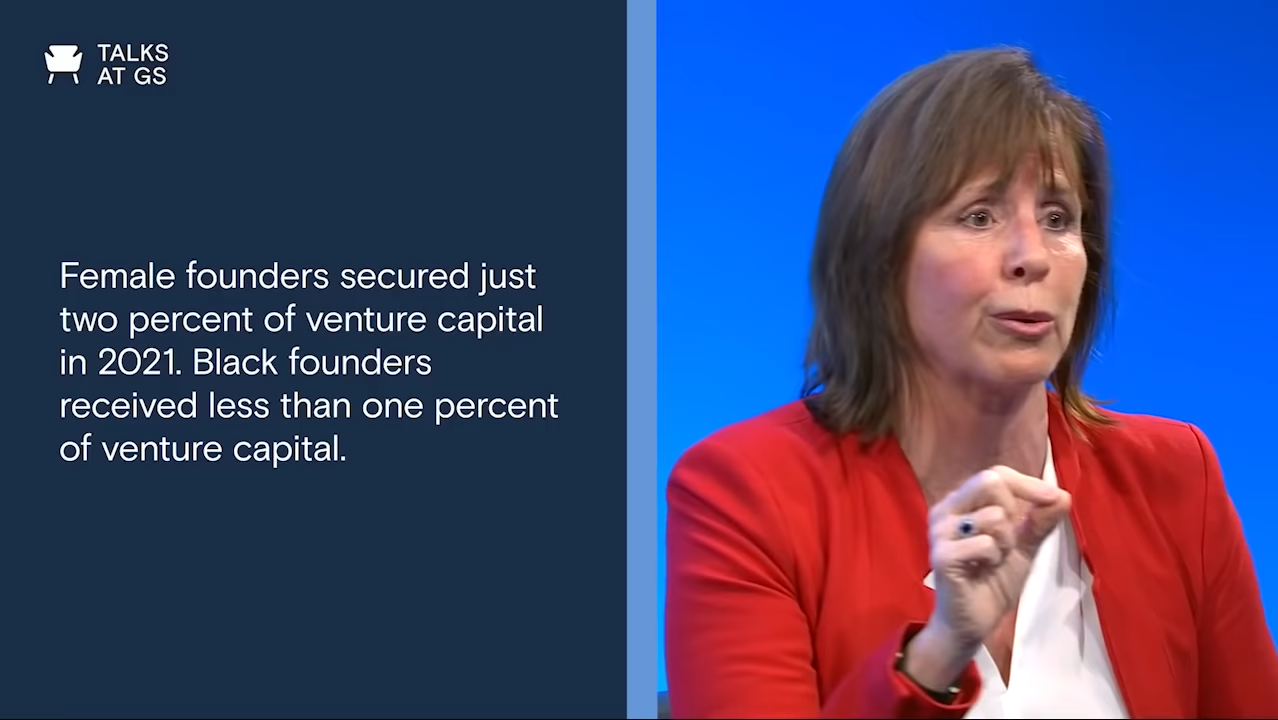 TALKS
AT GS
Female founders secured just
two percent of venture capital
in 2021. Black founders
received less than one percent
of venture capital.